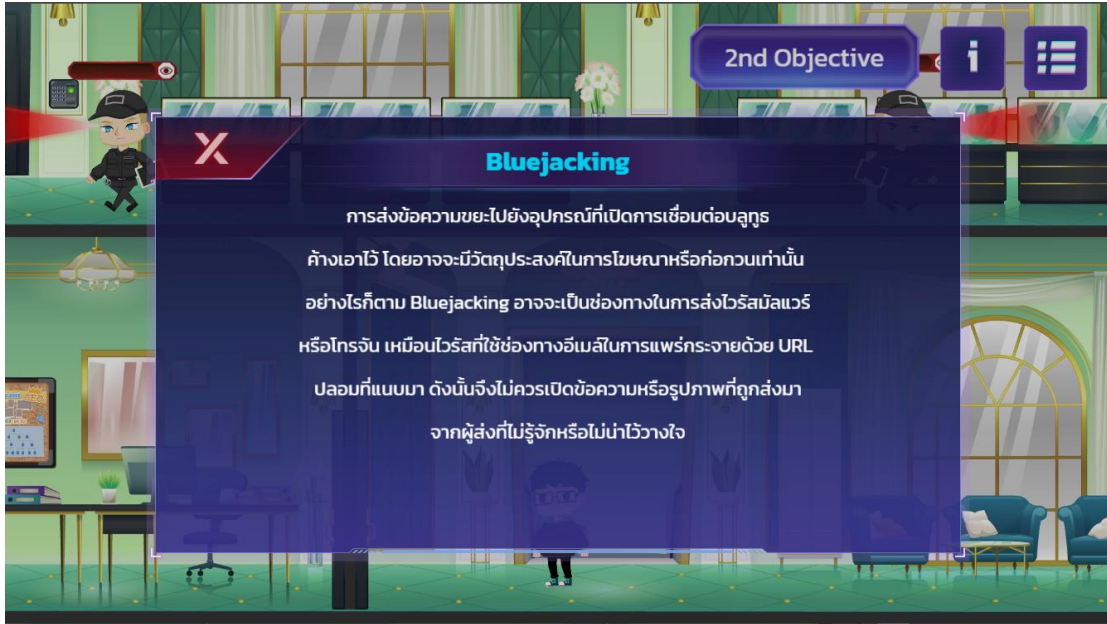 2nd Objective
i
X
Bluejacking
การส่งข้อความขยะไปยังอุปกรณ์ที่เปิดการเชื่อมต่อบลูทูธ
ค้างเอาไว้ โดยอาจจะมีวัตถุประสงค์ในการโฆษณาหรือก่อกวนเท่านั้น
อย่างไรก็ตาม Bluejacking อาจจะเป็นช่องทางในการส่งไวรัสมัลแวร์
หรือโทรจัน เหมือนไวรัสที่ใช้ช่องทางอีเมล์ในการแพร่กระจายด้วย URL
ปลอมที่แนบมา ดังนั้นจึงไม่ควรเปิดข้อความหรือรูปภาพที่ถูกส่งมา
จากผู้ส่งที่ไม่รู้จักหรือไม่น่าไว้วางใจ